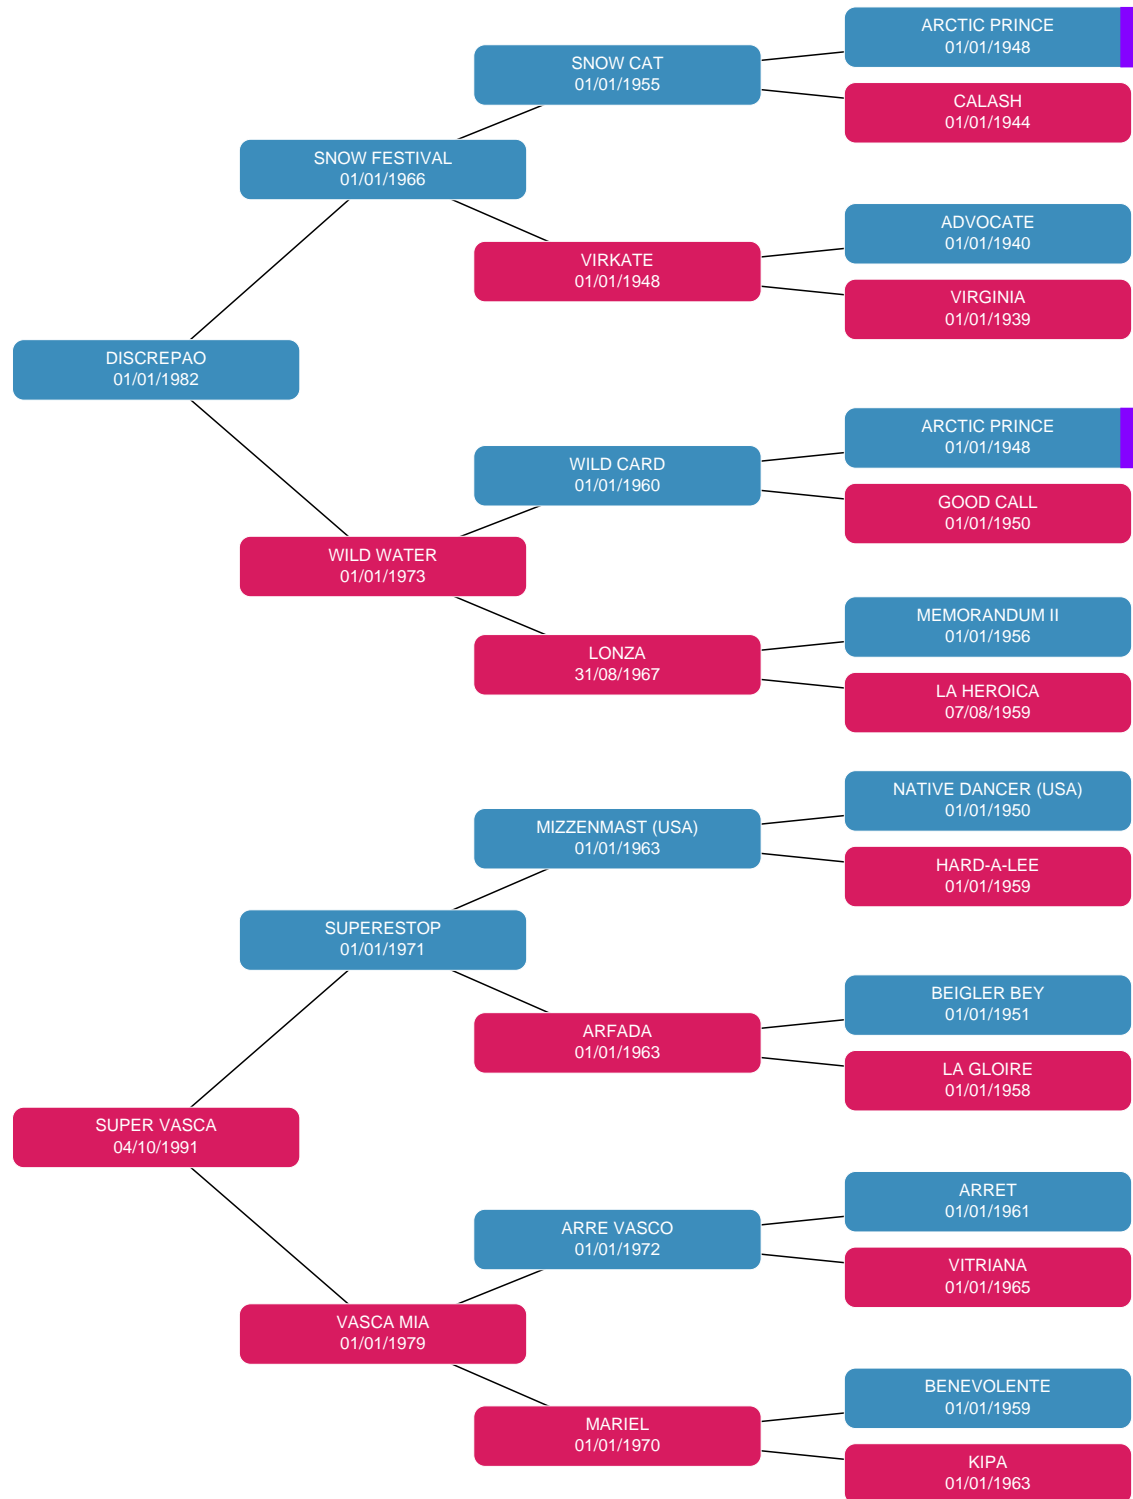 ARCTIC PRINCE
01/01/1948
SNOW CAT
01/01/1955
CALASH
01/01/1944
SNOW FESTIVAL
01/01/1966
ADVOCATE
01/01/1940
VIRKATE
01/01/1948
VIRGINIA
01/01/1939
DISCREPAO
01/01/1982
ARCTIC PRINCE
01/01/1948
WILD CARD
01/01/1960
GOOD CALL
01/01/1950
WILD WATER
01/01/1973
MEMORANDUM II
01/01/1956
LONZA
31/08/1967
LA HEROICA
07/08/1959
NATIVE DANCER (USA)
01/01/1950
MIZZENMAST (USA)
01/01/1963
HARD-A-LEE
01/01/1959
SUPERESTOP
01/01/1971
BEIGLER BEY
01/01/1951
ARFADA
01/01/1963
LA GLOIRE
01/01/1958
SUPER VASCA
04/10/1991
ARRET
01/01/1961
ARRE VASCO
01/01/1972
VITRIANA
01/01/1965
VASCA MIA
01/01/1979
BENEVOLENTE
01/01/1959
MARIEL
01/01/1970
KIPA
01/01/1963